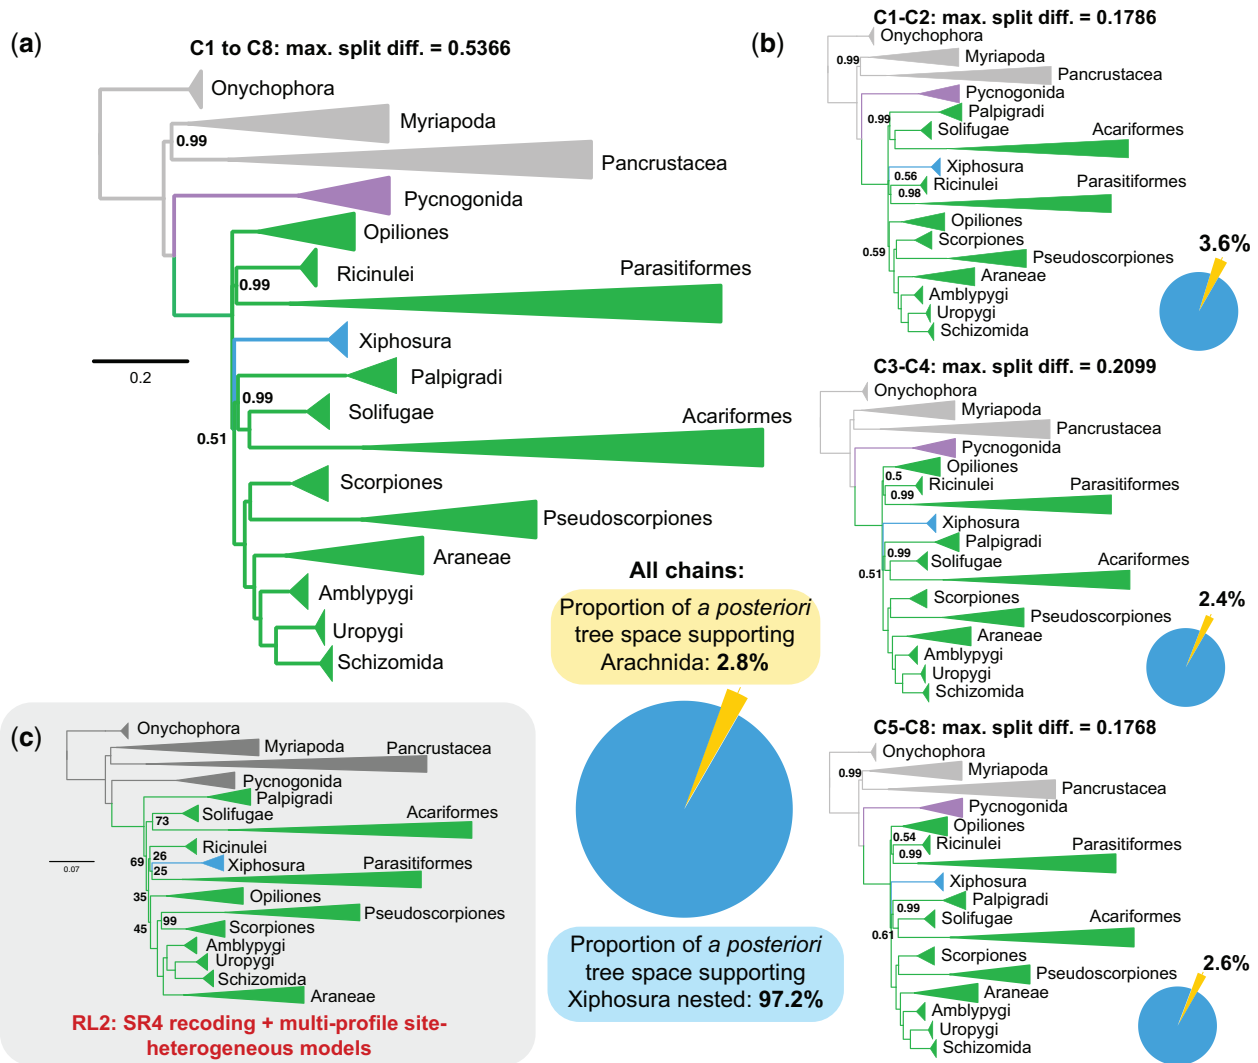 (a)
C1 to C8: max. split diff. = 0.5366
Onychophora
Myriapoda
0.99
Pancrustacea
Pycnogonida
Opiliones
Ricinulei
Parasitiformes
0.99
Xiphosura
0.2
Palpigradi
0.99
Solifugae
Acariformes
0.51
Scorpiones
Pseudoscorpiones
Araneae
Amblypygi
Uropygi
Schizomida
All chains:
Proportion of a posteriori
tree space supporting
Arachnida: 2.8%
Proportion of a posteriori
tree space supporting
Xiphosura nested: 97.2%
(b)
C1-C2: max. split diff. = 0.1786
Onychophora
0.99
Myriapoda
Pancrustacea
Pycnogonida
Palpigradi
0.99
Solifugae
Acariformes
Xiphosura
0.56
Ricinulei
Parasitiformes
0.98
Opiliones
Scorpiones
0.59
Pseudoscorpiones
3.6%
Araneae
Amblypygi
Uropygi
Schizomida
C3-C4: max. split diff. = 0.2099
Onychophora
Myriapoda
Pancrustacea
Pycnogonida
Opiliones
0.5
Ricinulei
Parasitiformes
0.99
Xiphosura
Palpigradi
0.99
Solifugae
Acariformes
0.51
Scorpiones
2.4%
Pseudoscorpiones
Araneae
Amblypygi
Uropygi
Schizomida
C5-C8: max. split diff. = 0.1768
Onychophora
0.99
Myriapoda
Pancrustacea
Pycnogonida
Opiliones
0.54
Ricinulei
Parasitiformes
0.99
Xiphosura
Palpigradi
0.99
Solifugae
Acariformes
0.61
Scorpiones
2.6%
Pseudoscorpiones
Araneae
Amblypygi
Uropygi
Schizomida
(c)
Onychophora
Myriapoda
Pancrustacea
Pycnogonida
Palpigradi
Solifugae
73
Acariformes
Ricinulei
69
26
Xiphosura
Parasitiformes
25
0.07
35
Opiliones
Pseudoscorpiones
99
45
Scorpiones
Amblypygi
Uropygi
Schizomida
Araneae
RL2: SR4 recoding + multi-profile site-
heterogeneous models